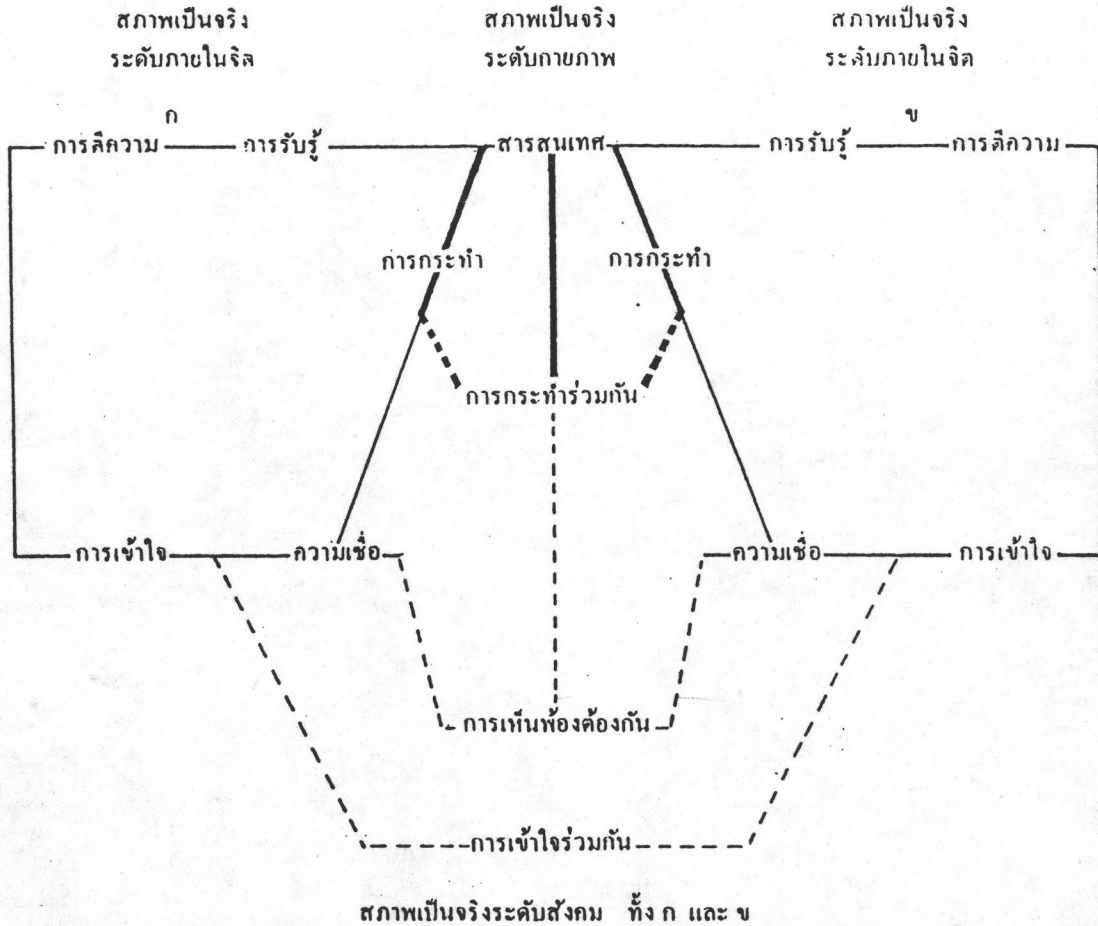 สภาพเป็นจริง สภาพเป็นจริง สภาพเป็นจริง
ระดับภายในจิต ระดับกายภาพ ระดับภายในจิต
ก ข
การตีความ การรับรู้ สารสนเทศ การรับรู้ การตีความ
การกระทำ การกระทำ
การกระทำร่วมกัน
การเข้าใจ ความเชื่อ ความเชื่อ การเข้าใจ
การเห็นพ้องต้องกัน
การเข้าใจร่วมกัน
สภาพเป็นจริงระดับสังคม ทั้ง ก และ ข